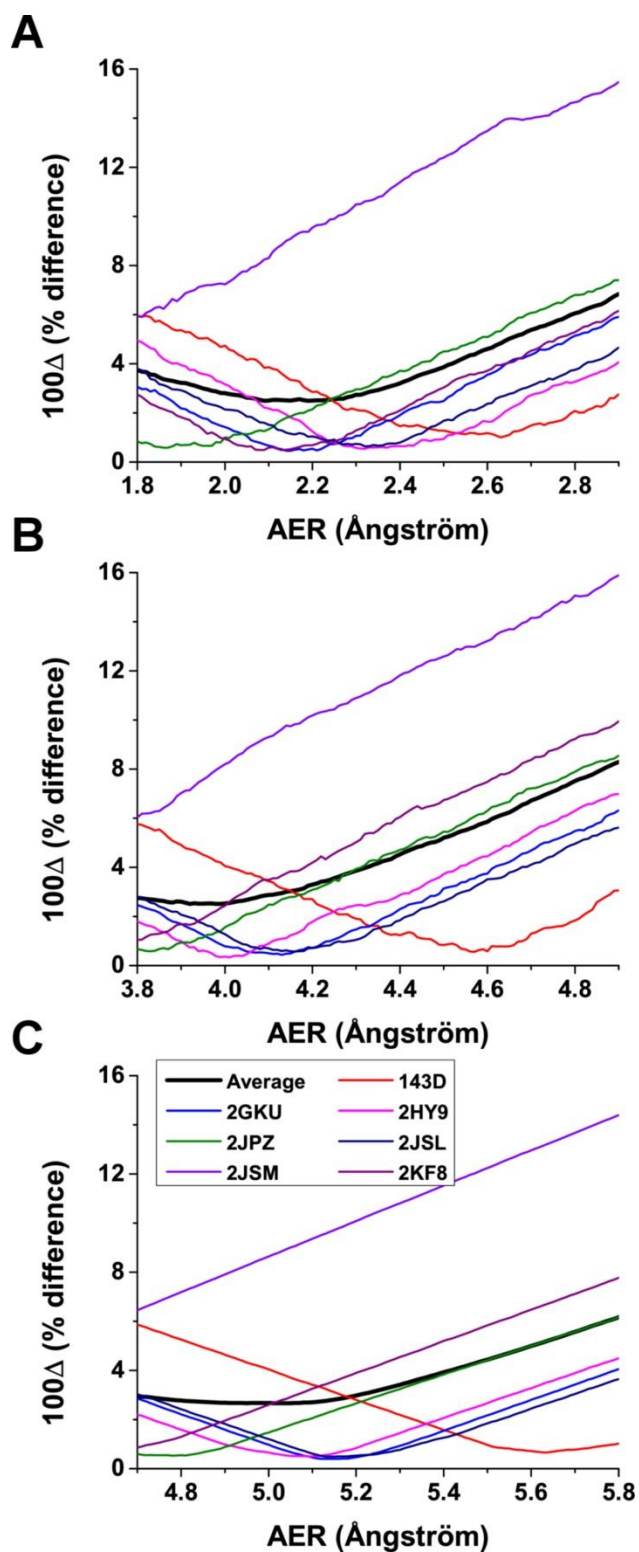 A
16
12
8
4
0
100Δ (% difference)
1.8 2.0 2.2 2.4 2.6 2.8
AER (Ångström)
B
16
12
8
4
0
100Δ (% difference)
3.8 4.0 4.2 4.4 4.6 4.8
AER (Ångström)
C
16
12
8
4
0
100Δ (% difference)
Average 143D
2GKU 2HY9
2JPZ 2JSL
2JSM 2KF8
4.8 5.0 5.2 5.4 5.6 5.8
AER (Ångström)